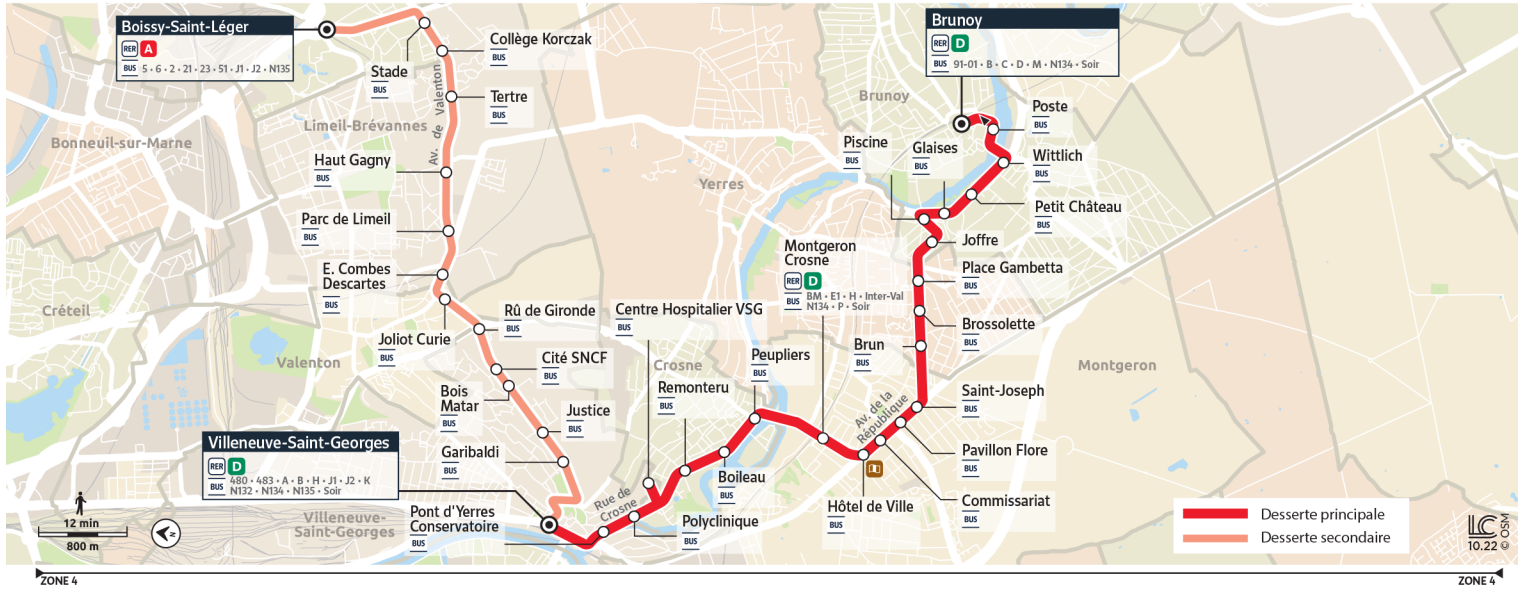 Boissy-Saint-Léger
RER A
BUS 5 • 6 • 2 • 21 • 23 • 51 • J1 • J2 • N135
Stade
BUS
Collège Korczak
BUS
Tertre
BUS
Av. de Valenton
Limeil-Brévannes
Bonneuil-sur-Marne
Haut Gagny
BUS
Parc de Limeil
BUS
E. Combes
Descartes
BUS
Créteil
Joliot Curie
BUS
Valenton
Rû de Gironde
BUS
Cité SNCF
BUS
Bois
Matar
BUS
Justice
BUS
Garibaldi
BUS
Villeneuve-Saint-Georges
RER D
BUS 480 • 483 • A • B • H • J1 • J2 • K
N132 • N134 • N135 • Soir
Villeneuve-
Saint-Georges
Pont d'Yerres
Conservatoire
BUS
Rue de
Crosne
Centre Hospitalier VSG
BUS
Crosne
Remonteru
BUS
Polyclinique
BUS
Boileau
BUS
Peupliers
BUS
Yerres
Montgeron
Crosne
RER D
BUS BM • E1 • H • Inter-Val
N134 • P • Soir
Hôtel de Ville
BUS
Av. de la
République
Commissariat
BUS
Pavillon Flore
BUS
Saint-Joseph
BUS
Brun
BUS
Brossolette
BUS
Place Gambetta
BUS
Joffre
Piscine
BUS
Glaises
BUS
Petit Château
BUS
Wittlich
BUS
Poste
BUS
Brunoy
Brunoy
RER D
BUS 91-01 • B • C • D • M • N134 • Soir
Montgeron
12 min
800 m
N
Desserte principale
Desserte secondaire
LC
10.22 © OSM
ZONE 4
ZONE 4